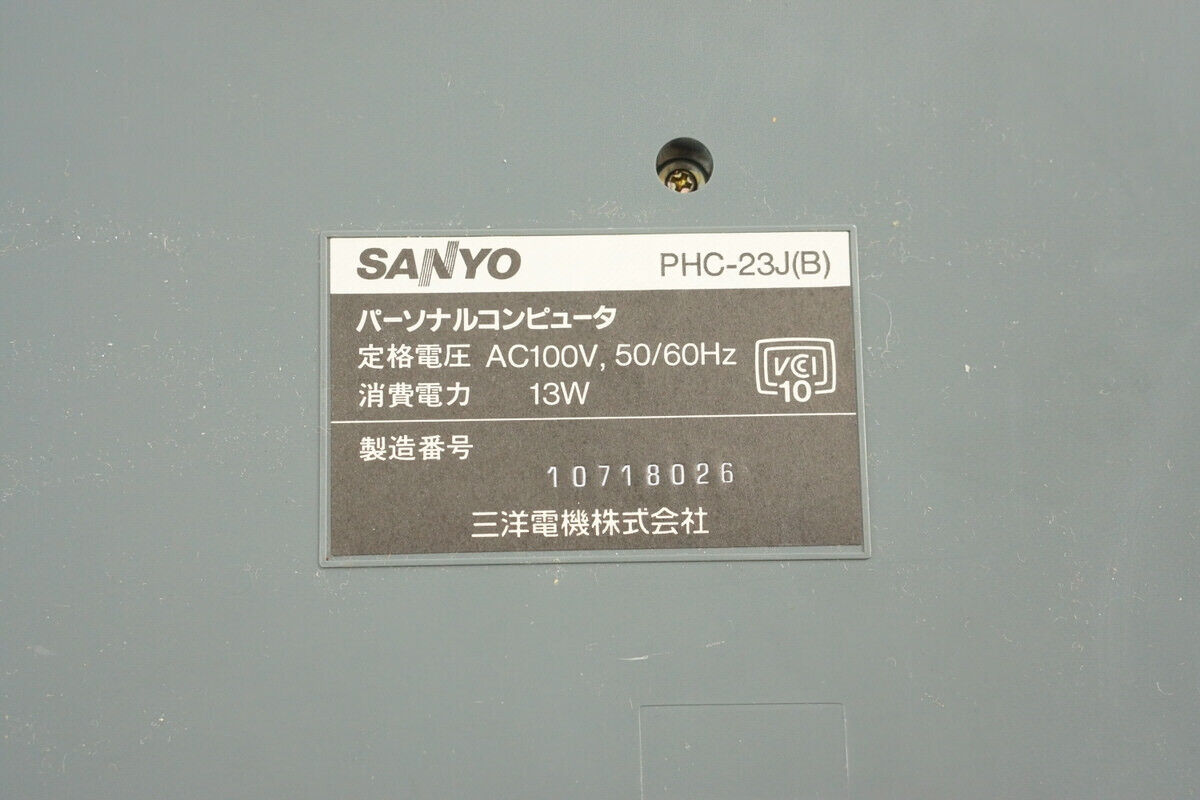 SANYO PHC-23J(B)
パーソナルコンピュータ
定格電圧 AC100V, 50/60Hz
消費電力 13W
VCCI
10
製造番号
10718026
三洋電機株式会社